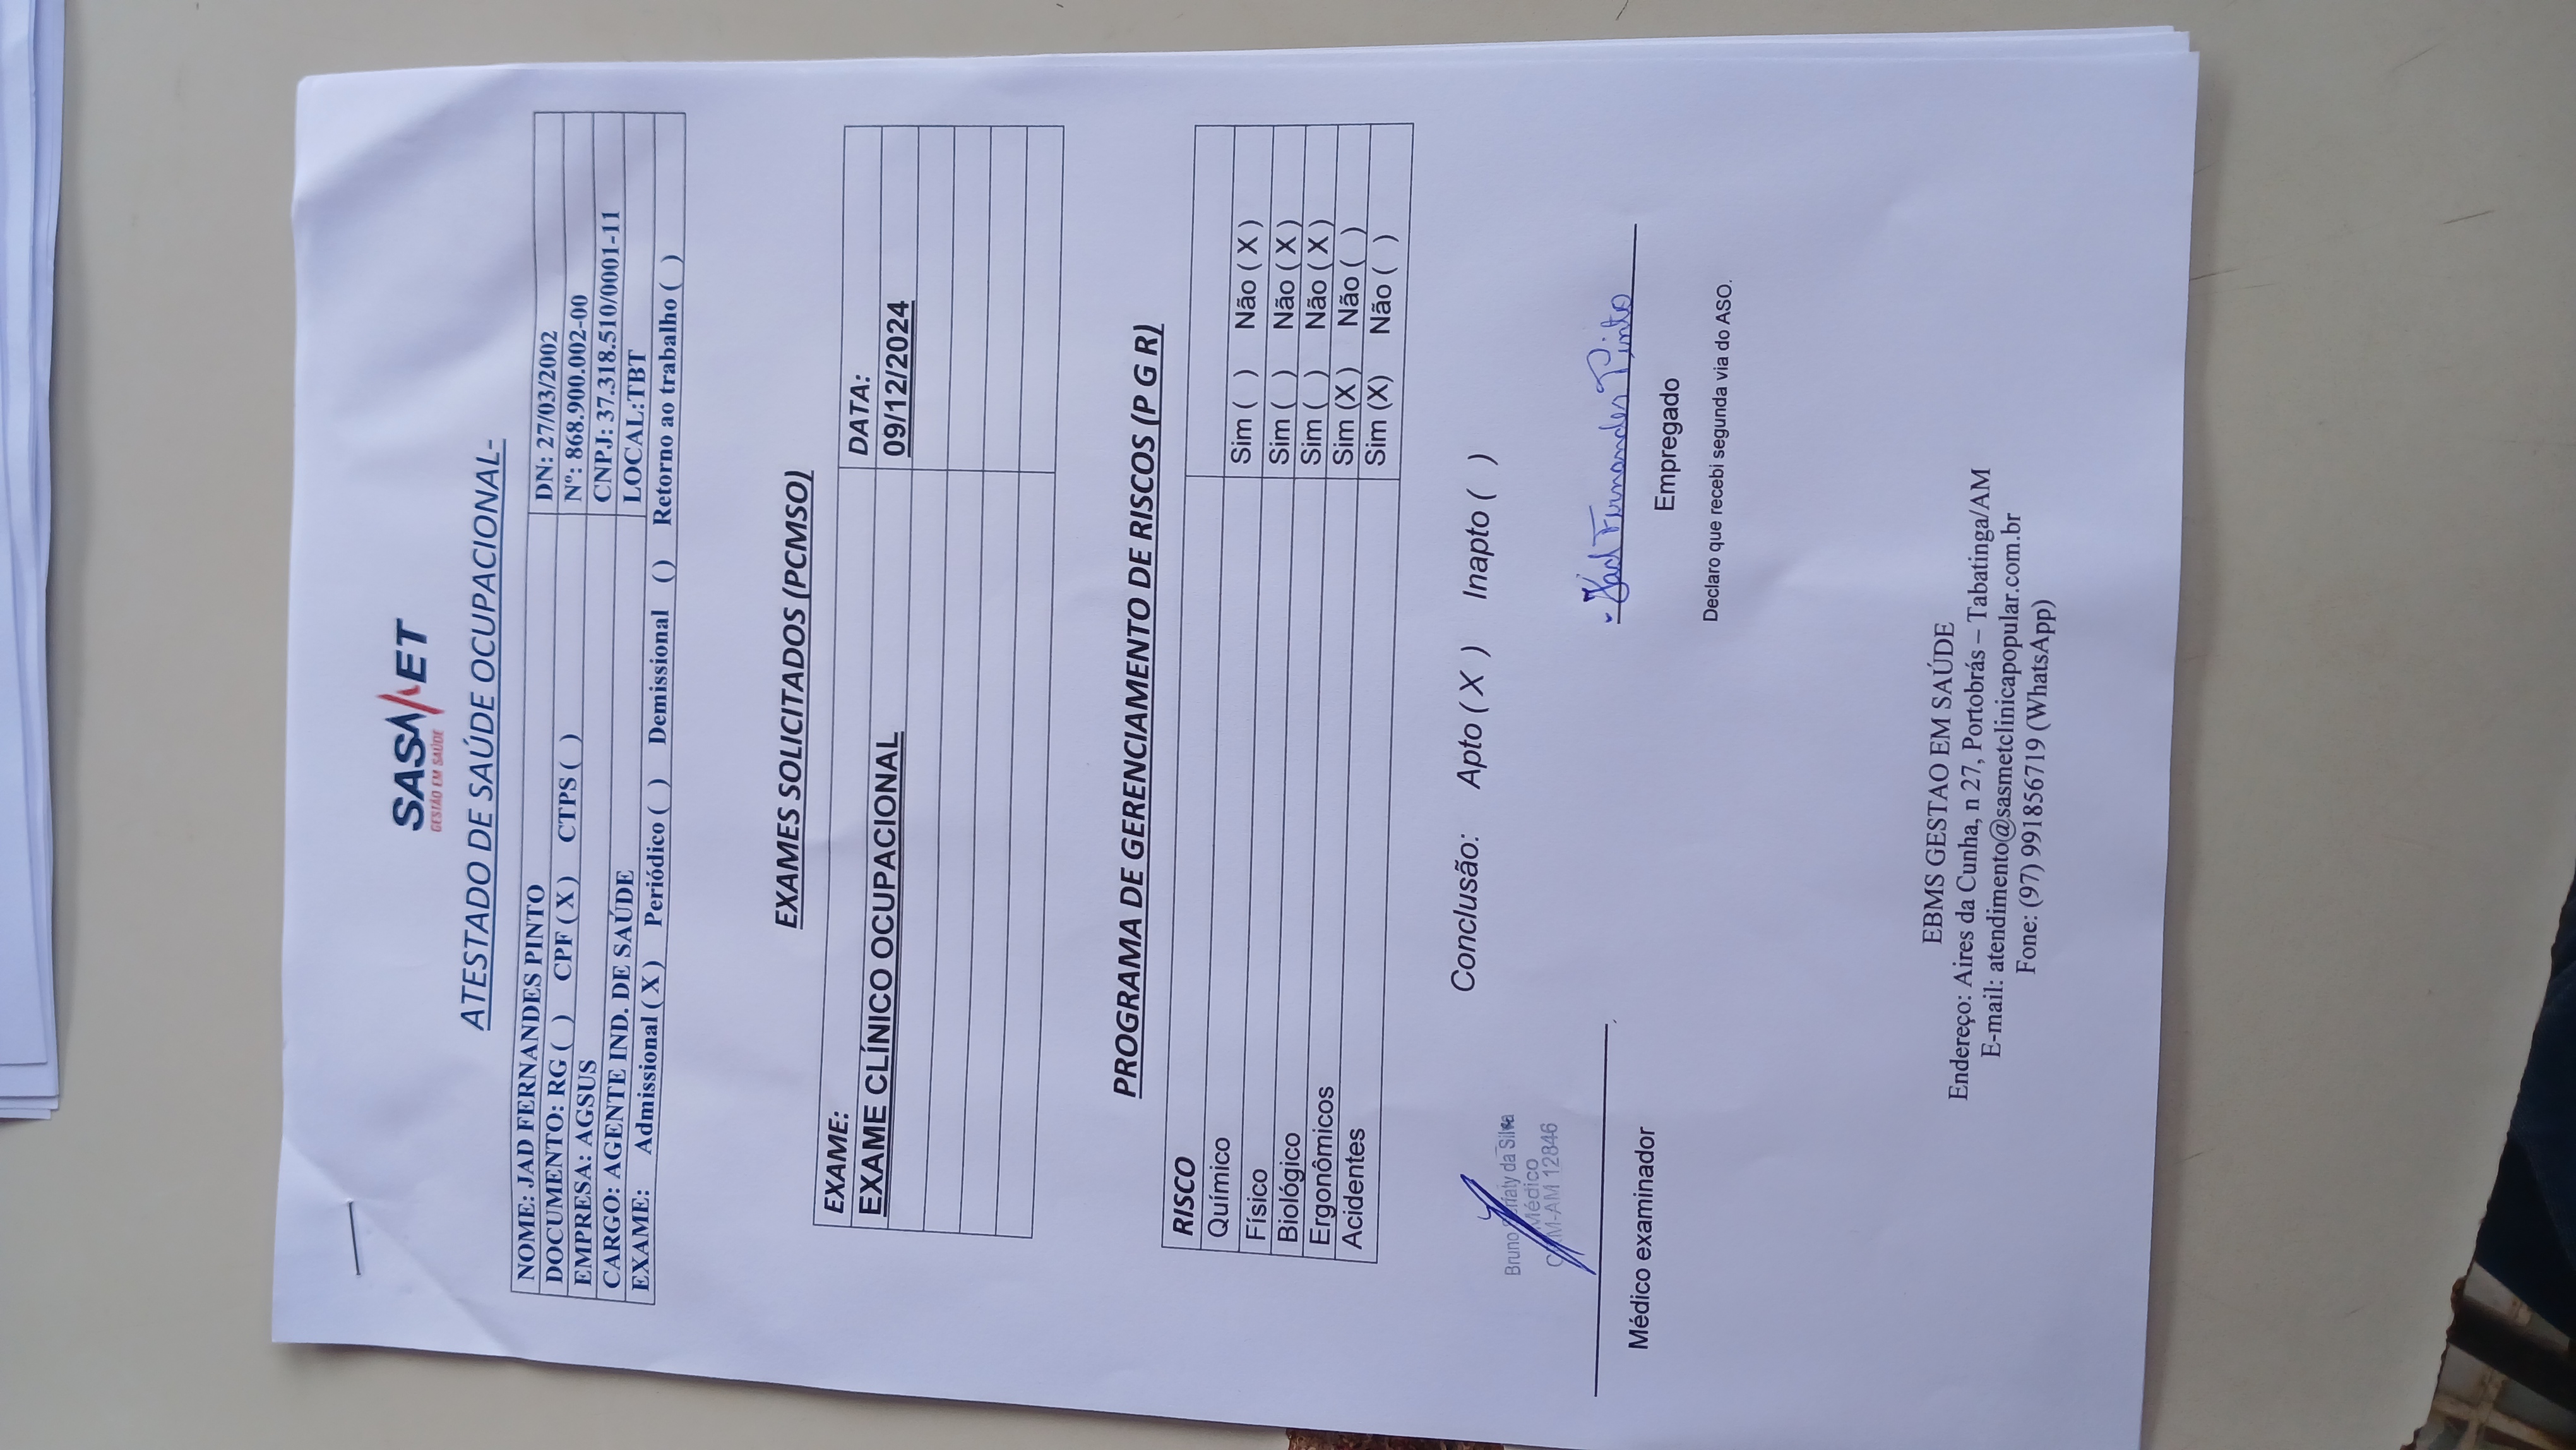 SASMET
GESTÃO EM SAÚDE
ATESTADO DE SAÚDE OCUPACIONAL-
NOME: JAD FERNANDES PINTO DN: 27/03/2002
DOCUMENTO: RG ( ) CPF ( X ) CTPS ( ) Nº: 868.900.002-00
EMPRESA: AGSUS CNPJ: 37.318.510/0001-11
CARGO: AGENTE IND. DE SAÚDE LOCAL:TBT
EXAME: Admissional ( X ) Periódico ( ) Demissional () Retorno ao trabalho ( )
EXAMES SOLICITADOS (PCMSO)
EXAME: DATA:
EXAME CLÍNICO OCUPACIONAL 09/12/2024
PROGRAMA DE GERENCIAMENTO DE RISCOS (P G R)
RISCO
Químico Sim ( ) Não ( X )
Físico Sim ( ) Não ( X )
Biológico Sim ( ) Não ( X )
Ergonômicos Sim (X ) Não ( )
Acidentes Sim (X) Não ( )
Conclusão: Apto ( X ) Inapto ( )
Bruno da Silva
Médico
CRM-AM 12846
Médico examinador
Jad Fernandes Pinto
Empregado
Declaro que recebi segunda via do ASO.
EBMS GESTAO EM SAÚDE
Endereço: Aires da Cunha, n 27, Portobrás – Tabatinga/AM
E-mail: atendimento@sasmetclinicapopular.com.br
Fone: (97) 991856719 (WhatsApp)